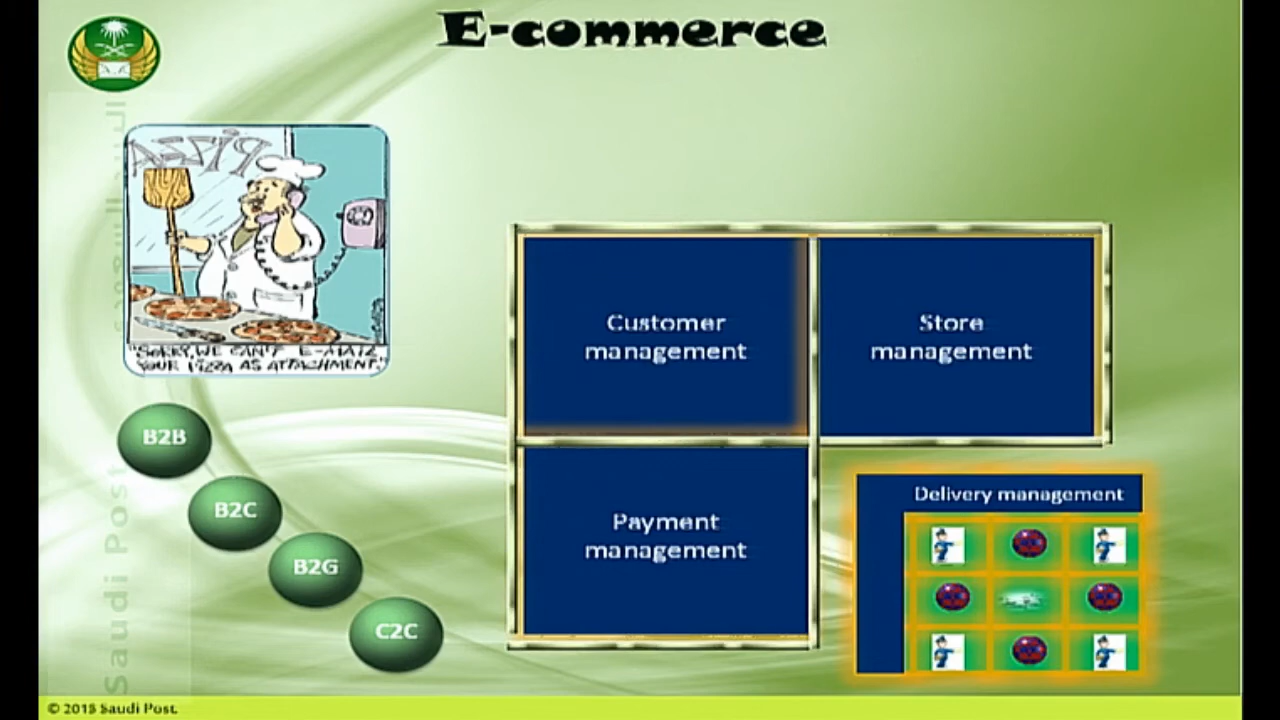 E-commerce
PIZZA
"SORRY, WE CAN'T E-MAIL
YOUR PIZZA AS ATTACHMENT."
Customer
management
Store
management
Payment
management
Delivery management
B2B
B2C
B2G
C2C
Saudi Post
© 2015 Saudi Post.